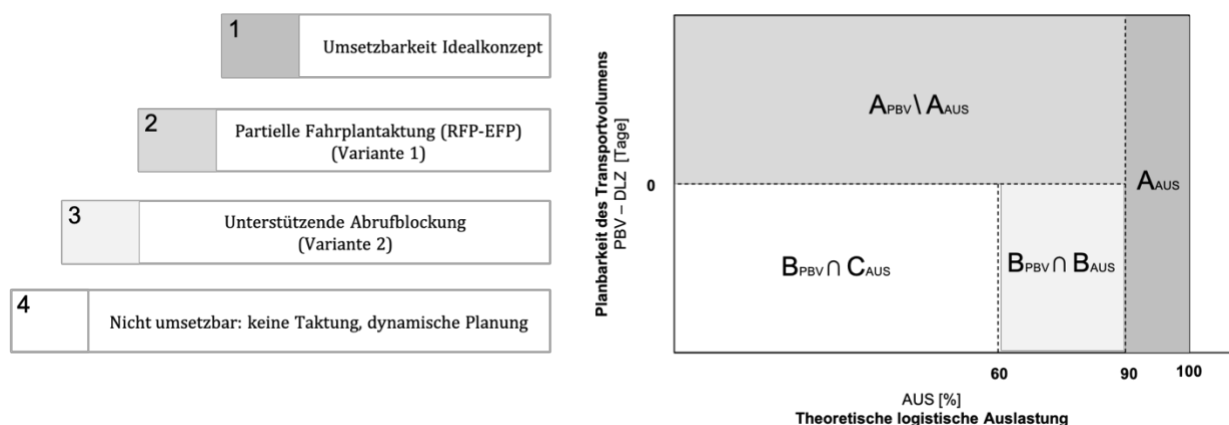 1
Umsetzbarkeit Idealkonzept
2
Partielle Fahrplantaktung (RFP-EFP)
(Variante 1)
3
Unterstützende Abrufblockung
(Variante 2)
4
Nicht umsetzbar: keine Taktung, dynamische Planung
Planbarkeit des Transportvolumens
PBV – DLZ [Tage]
0
APBV \ AAUS
AAUS
BPBV ∩ CAUS
BPBV ∩ BAUS
60
90
100
AUS [%]
Theoretische logistische Auslastung